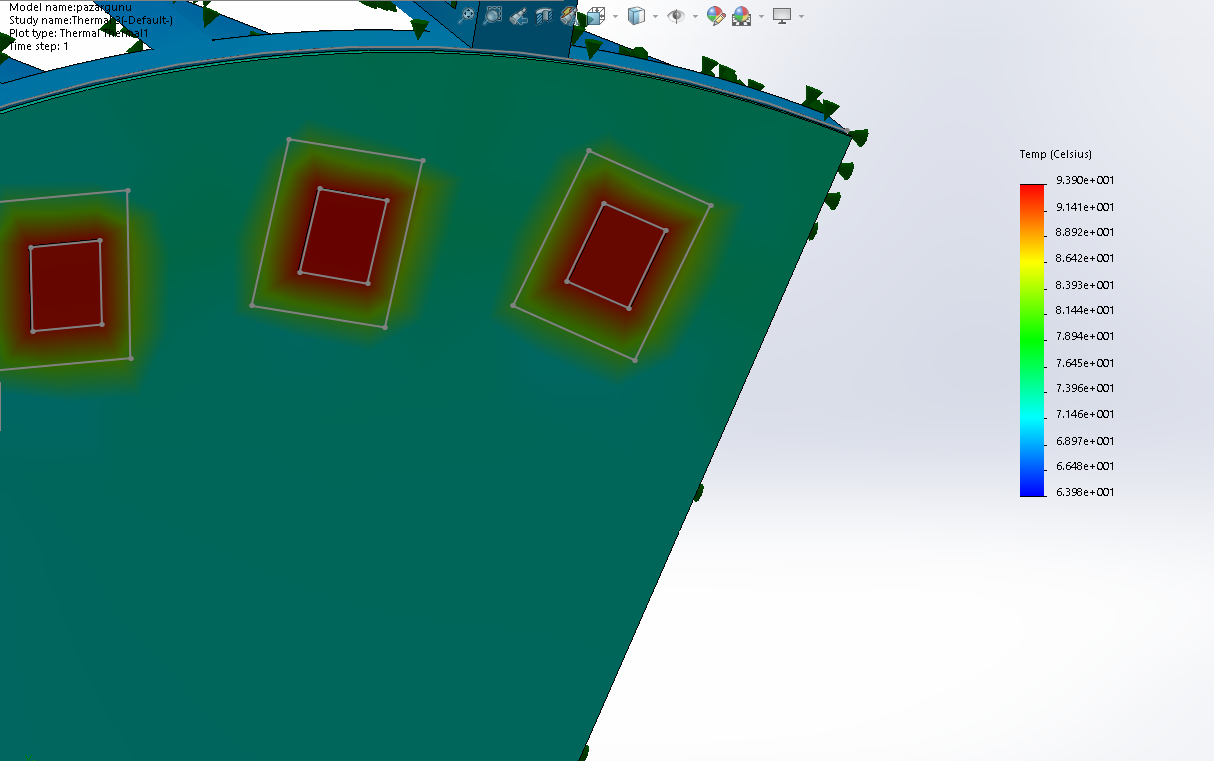 Model name:pazargunu
Study name:Thermal 3(-Default-)
Plot type: Thermal Thermal1
Time step: 1
Temp (Celsius)
9.390e+001
9.141e+001
8.892e+001
8.642e+001
8.393e+001
8.144e+001
7.894e+001
7.645e+001
7.396e+001
7.146e+001
6.897e+001
6.648e+001
6.398e+001